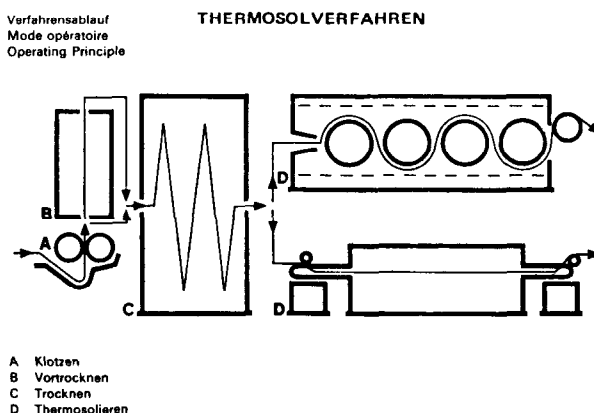 Verfahrensablauf
Mode opératoire
Operating Principle
THERMOSOLVERFAHREN
B
A
C
D
D
A Klotzen
B Vortrocknen
C Trocknen
D Thermosolieren